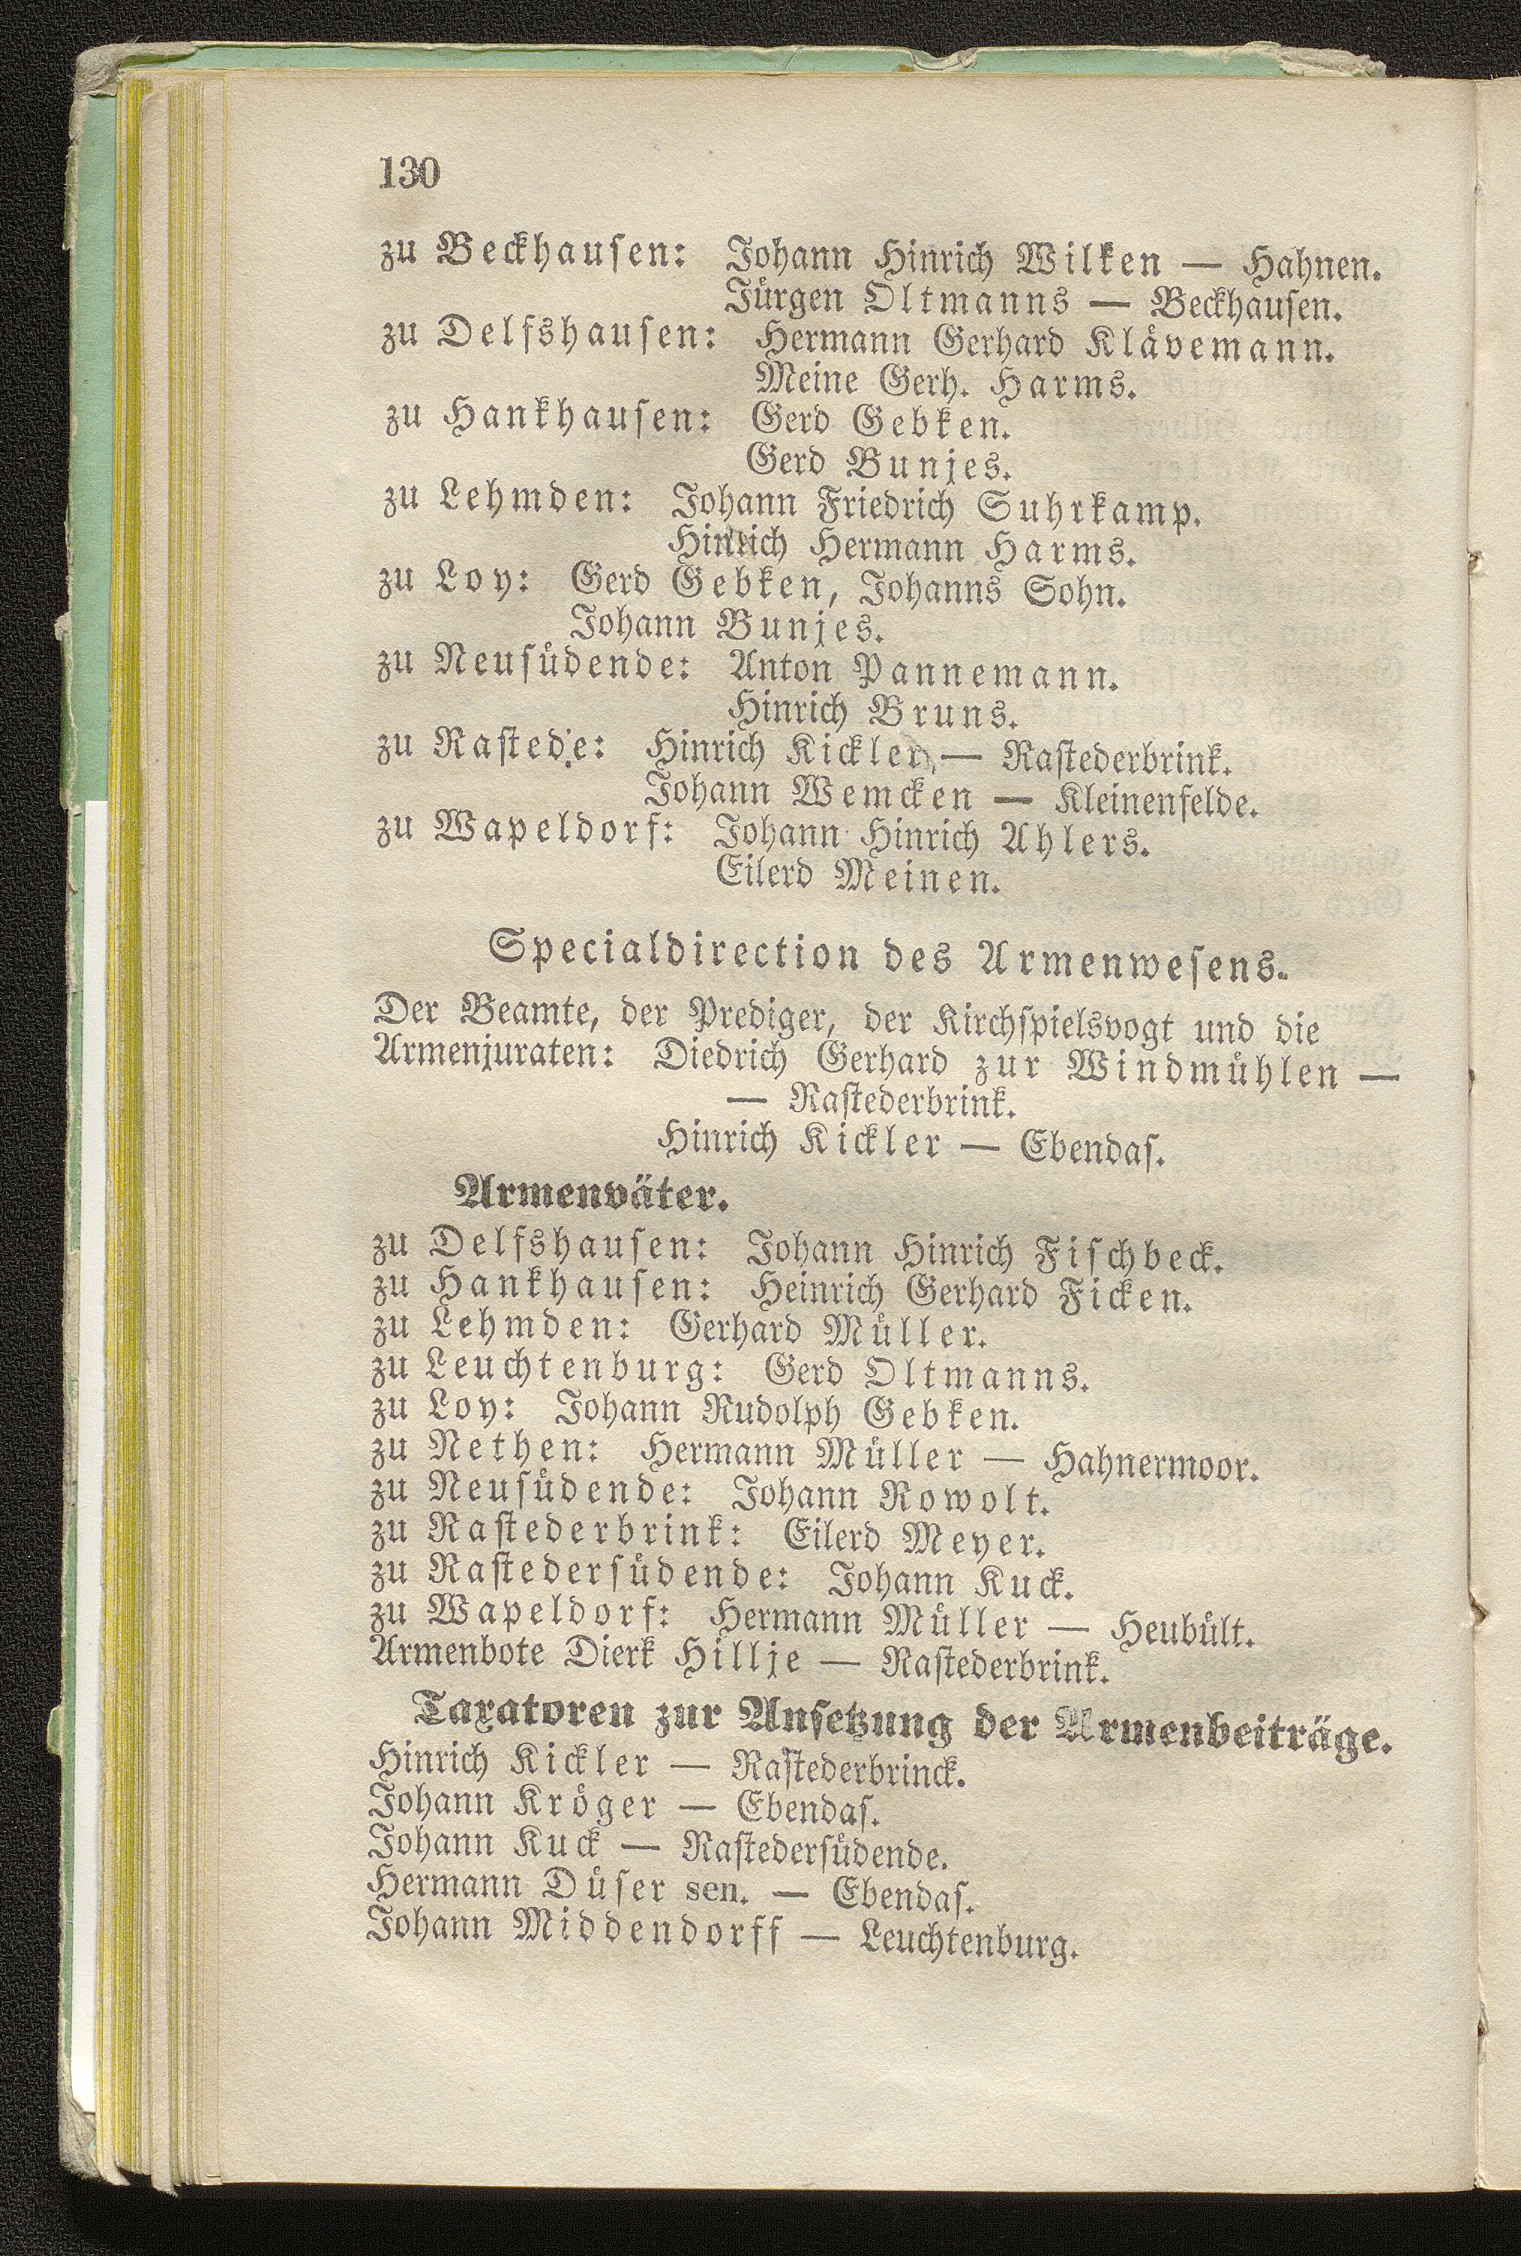 130
zu Beckhausen: Johann Hinrich Wilken — Hahnen.
Jürgen Oltmanns — Beckhausen.
zu Delfshausen: Hermann Gerhard Klävemann.
Meine Gerh. Harms.
zu Hankhausen: Gerd Gebken.
Gerd Bunjes.
zu Lehmden: Johann Friedrich Suhrkamp.
Hinrich Hermann Harms.
zu Loy: Gerd Gebken, Johanns Sohn.
Johann Bunjes.
zu Neusüdende: Anton Pannemann.
Hinrich Bruns.
zu Rastede: Hinrich Kickler — Rastederbrink.
Johann Wemcken — Kleinenfelde.
zu Wapeldorf: Johann Hinrich Ahlers.
Eilerd Meinen.
Specialdirection des Armenwesens.
Der Beamte, der Prediger, der Kirchspielsvogt und die
Armenjuraten: Diedrich Gerhard zur Windmühlen —
— Rastederbrink.
Hinrich Kickler — Ebendas.
Armenväter.
zu Delfshausen: Johann Hinrich Fischbeck.
zu Hankhausen: Heinrich Gerhard Ficken.
zu Lehmden: Gerhard Müller.
zu Leuchtenburg: Gerd Oltmanns.
zu Loy: Johann Rudolph Gebken.
zu Nethen: Hermann Müller — Hahnermoor.
zu Neusüdende: Johann Rowolt.
zu Rastederbrink: Eilerd Meyer.
zu Rastedersüdende: Johann Kuck.
zu Wapeldorf: Hermann Müller — Heubült.
Armenbote Dierk Hillje — Rastederbrink.
Taxatoren zur Ansetzung der Armenbeiträge.
Hinrich Kickler — Rastederbrinck.
Johann Kröger — Ebendas.
Johann Kuck — Rastedersüdende.
Hermann Düser sen. — Ebendas.
Johann Middendorff — Leuchtenburg.